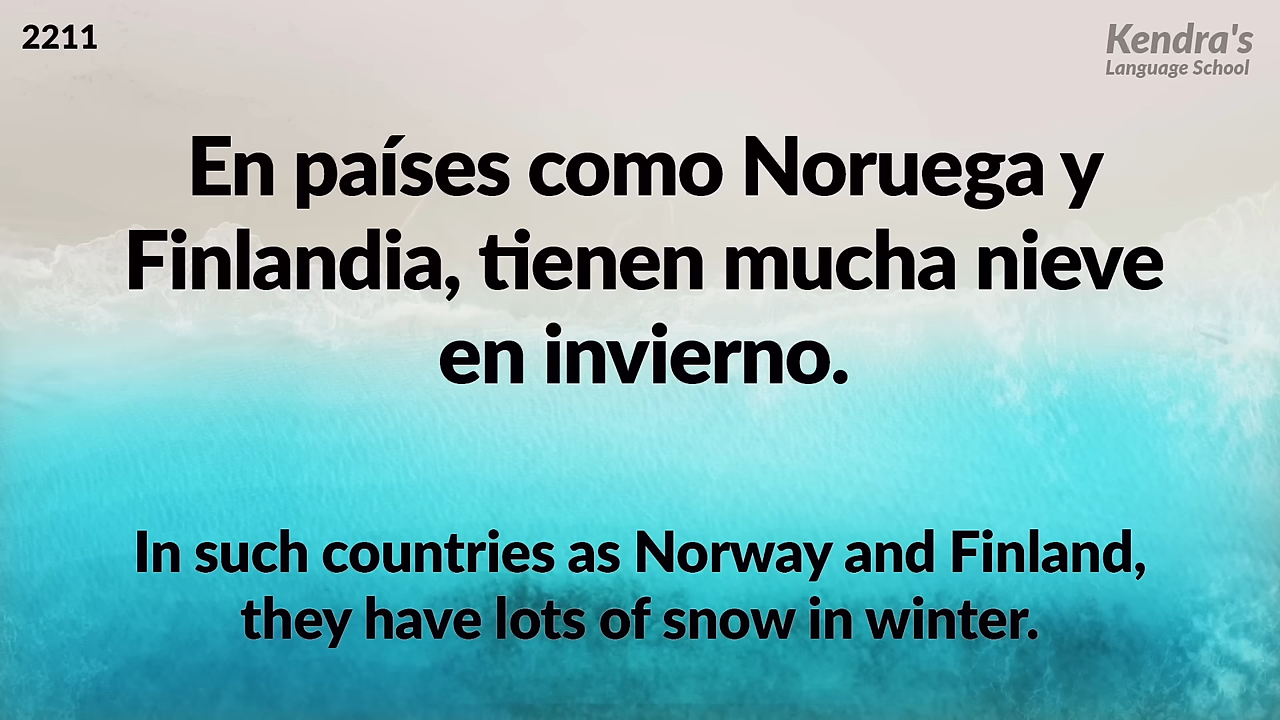 2211
Kendra's
Language School
En países como Noruega y
Finlandia, tienen mucha nieve
en invierno.
In such countries as Norway and Finland,
they have lots of snow in winter.